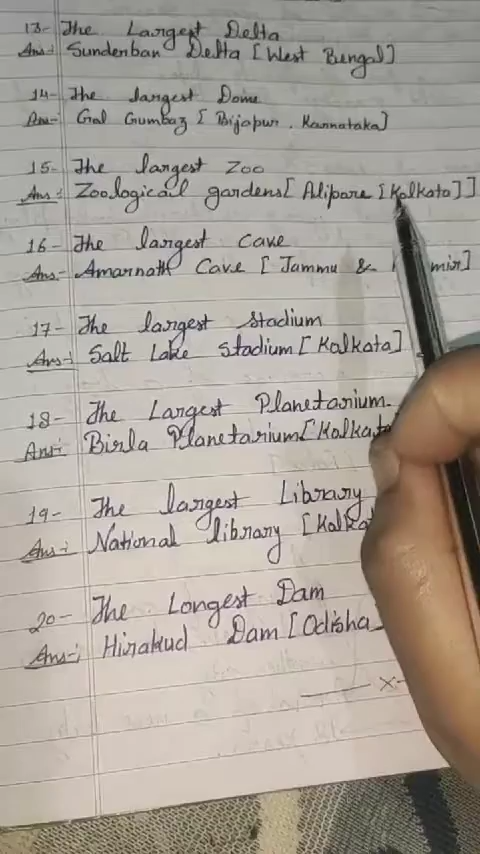 13- The Largest Delta
Ans:- Sunderban Delta [West Bengal]
14- The largest Dome
Ans:- Gol Gumbaz [Bijapur, Karnataka]
15- The largest Zoo
Ans:- Zoological gardens [Alipore [Kolkata]]
16- The largest Cave
Ans:- Amarnath Cave [Jammu &
17- The largest Stadium
Ans:- Salt Lake Stadium [Kolkata]
18- The Largest Planetarium
Ans:- Birla Planetarium [Kolkat
19- The largest Library
Ans:- National library [Kolka
20- The Longest Dam
Ans:- Hirakud Dam [Odisha]